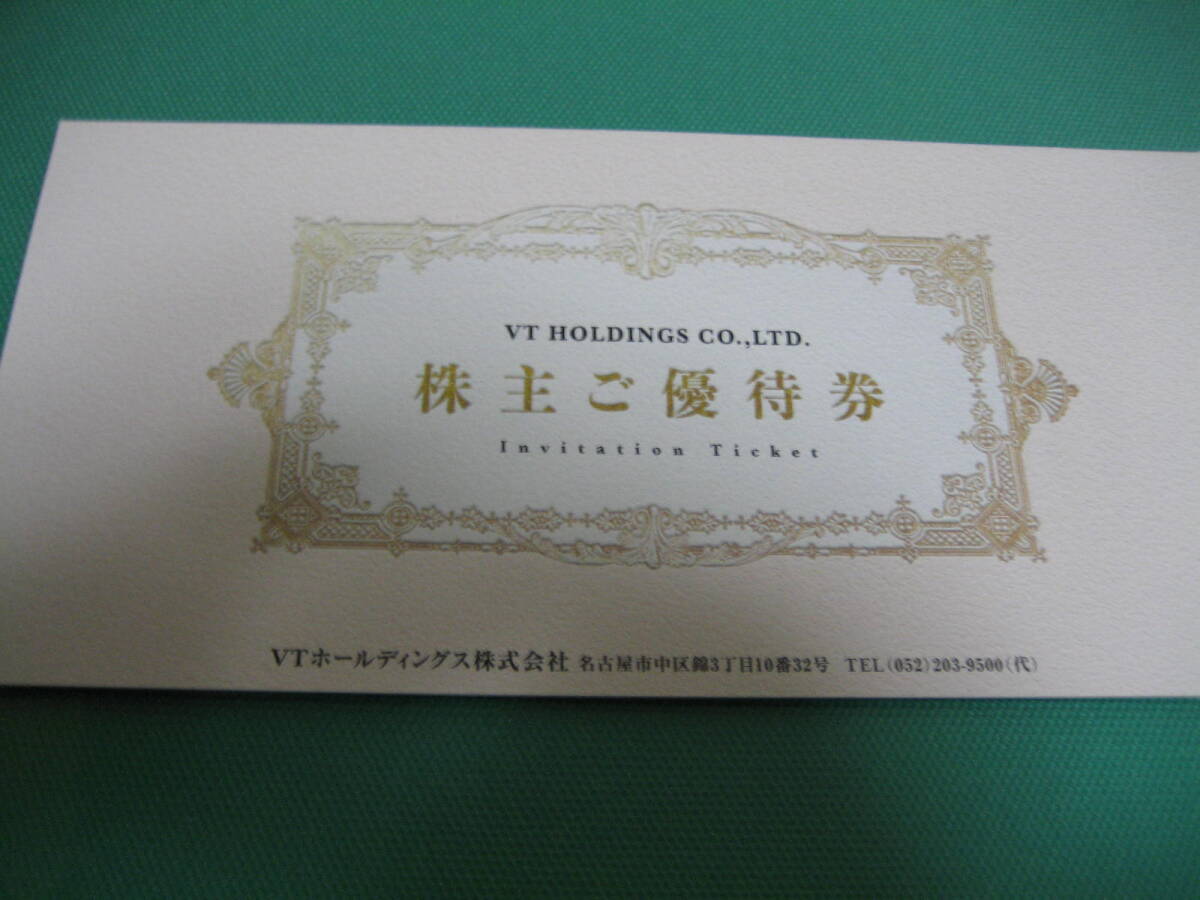 VT HOLDINGS CO.,LTD.
株主ご優待券
Invitation Ticket
VTホールディングス株式会社 名古屋市中区錦3丁目10番32号 TEL(052)203-9500(代)